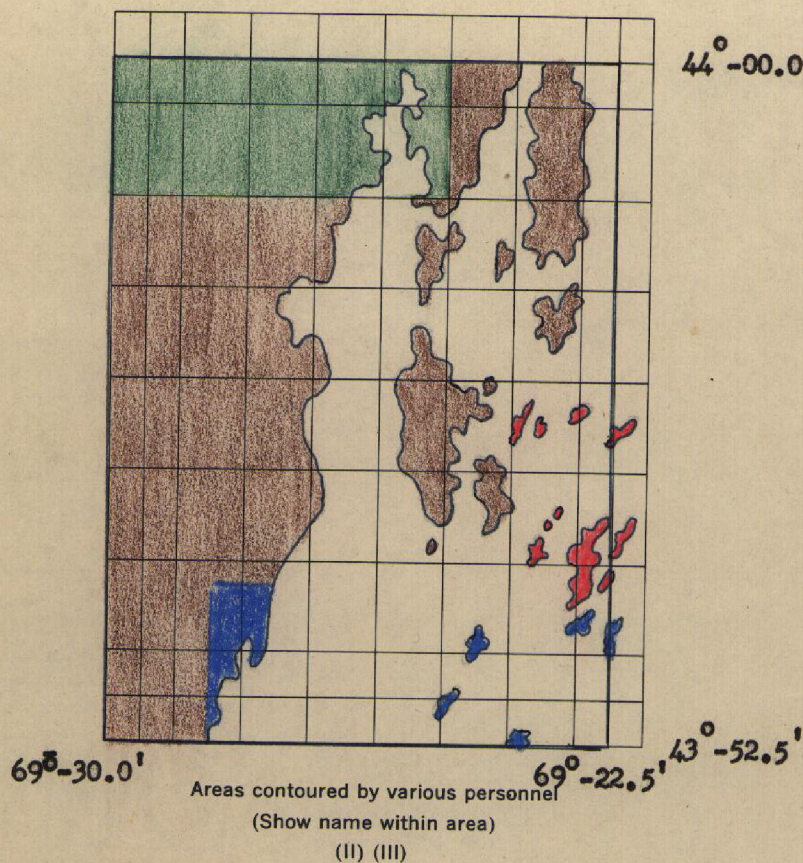 44°-00.0
43°-52.5'
69°-30.0'
69°-22.5'
Areas contoured by various personnel
(Show name within area)
(II) (III)